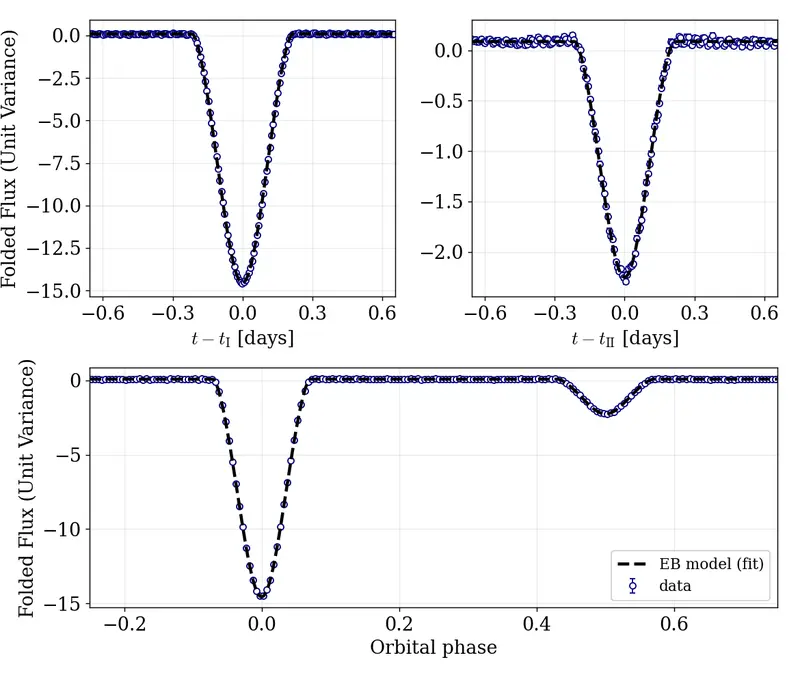 Folded Flux (Unit Variance)
0.0
−2.5
−5.0
−7.5
−10.0
−12.5
−15.0
−0.6 −0.3 0.0 0.3 0.6
t − tI [days]
0.0
−0.5
−1.0
−1.5
−2.0
−0.6 −0.3 0.0 0.3 0.6
t − tII [days]
Folded Flux (Unit Variance)
0
−5
−10
−15
−0.2 0.0 0.2 0.4 0.6
Orbital phase
EB model (fit)
data